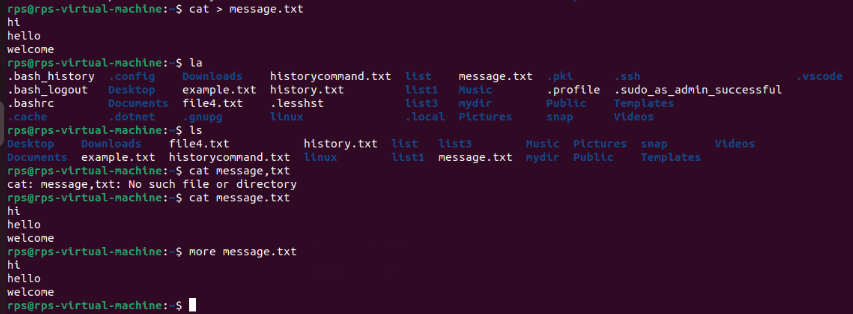 rps@rps-virtual-machine:~$ cat > message.txt
hi
hello
welcome
rps@rps-virtual-machine:~$ la
.bash_history .config Downloads historycommand.txt list message.txt .pki .ssh .vscode
.bash_logout Desktop example.txt history.txt list1 Music .profile .sudo_as_admin_successful
.bashrc Documents file4.txt .lesshst list3 mydir Public Templates
.cache .dotnet .gnupg linux .local Pictures snap Videos
rps@rps-virtual-machine:~$ ls
Desktop Downloads file4.txt history.txt list list3 Music Pictures snap Videos
Documents example.txt historycommand.txt linux list1 message.txt mydir Public Templates
rps@rps-virtual-machine:~$ cat message,txt
cat: message,txt: No such file or directory
rps@rps-virtual-machine:~$ cat message.txt
hi
hello
welcome
rps@rps-virtual-machine:~$ more message.txt
hi
hello
welcome
rps@rps-virtual-machine:~$